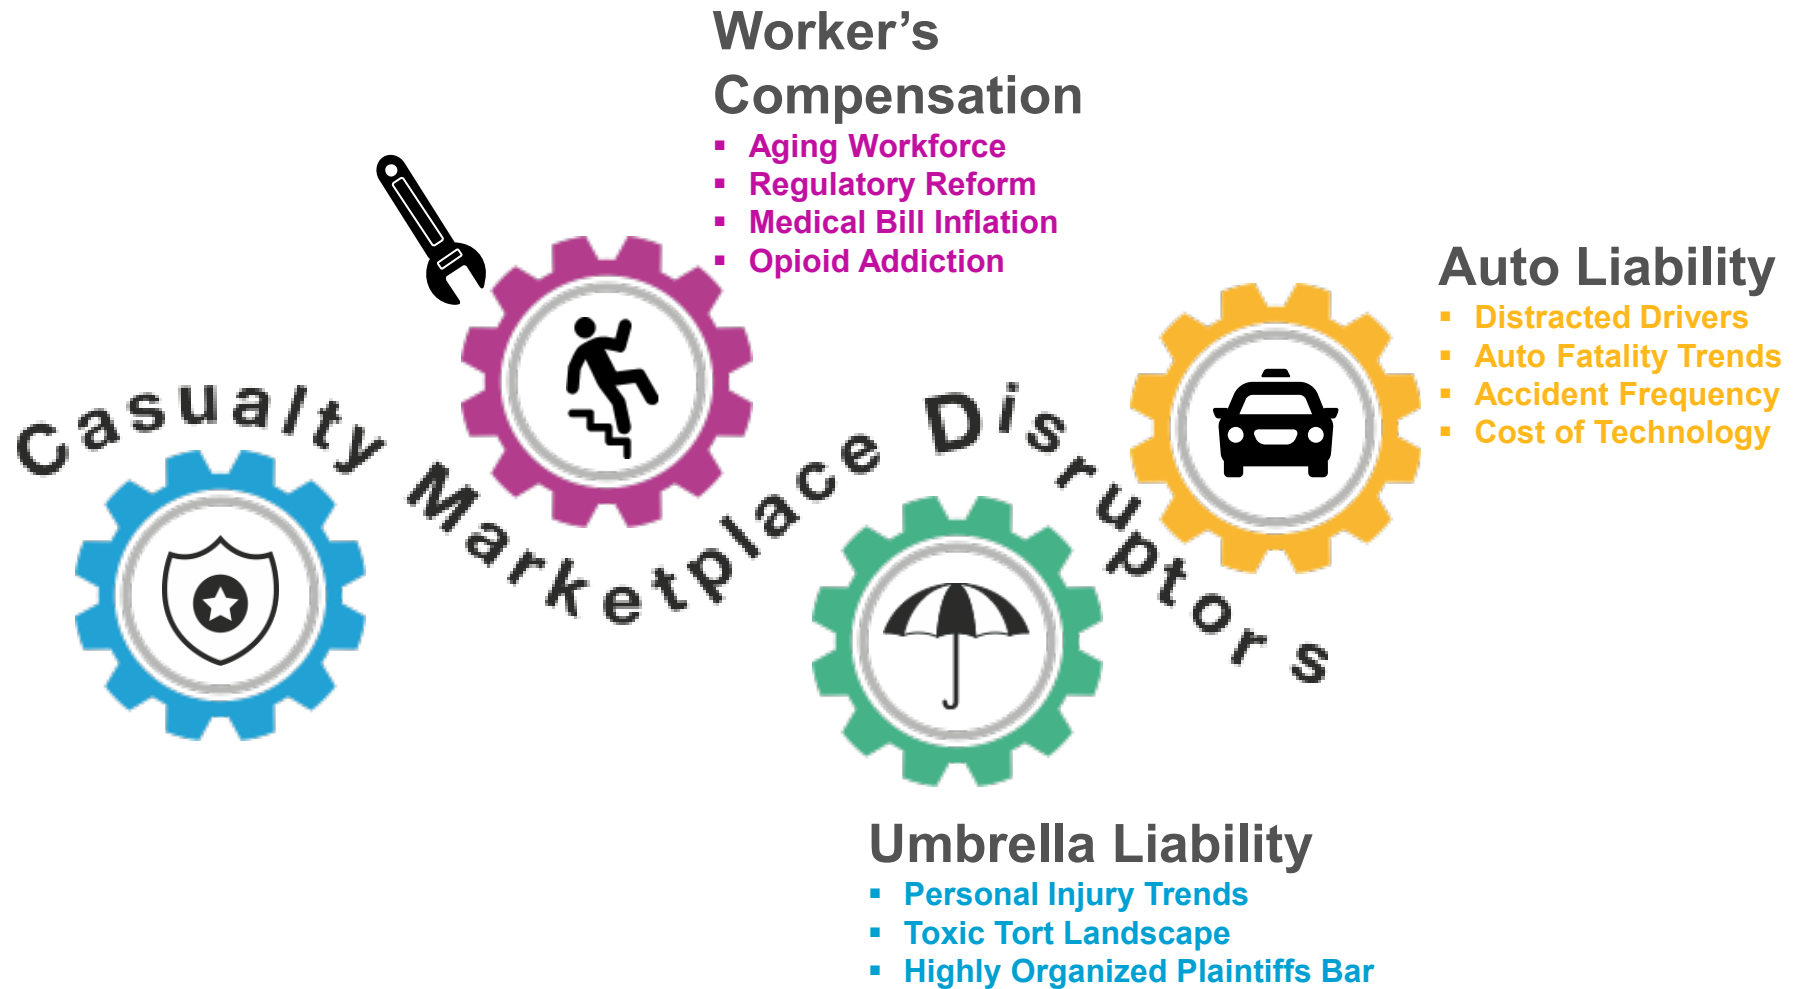 Worker’s
Compensation
▪ Aging Workforce
▪ Regulatory Reform
▪ Medical Bill Inflation
▪ Opioid Addiction
Auto Liability
▪ Distracted Drivers
▪ Auto Fatality Trends
▪ Accident Frequency
▪ Cost of Technology
Casualty Marketplace Disruptors
Umbrella Liability
▪ Personal Injury Trends
▪ Toxic Tort Landscape
▪ Highly Organized Plaintiffs Bar